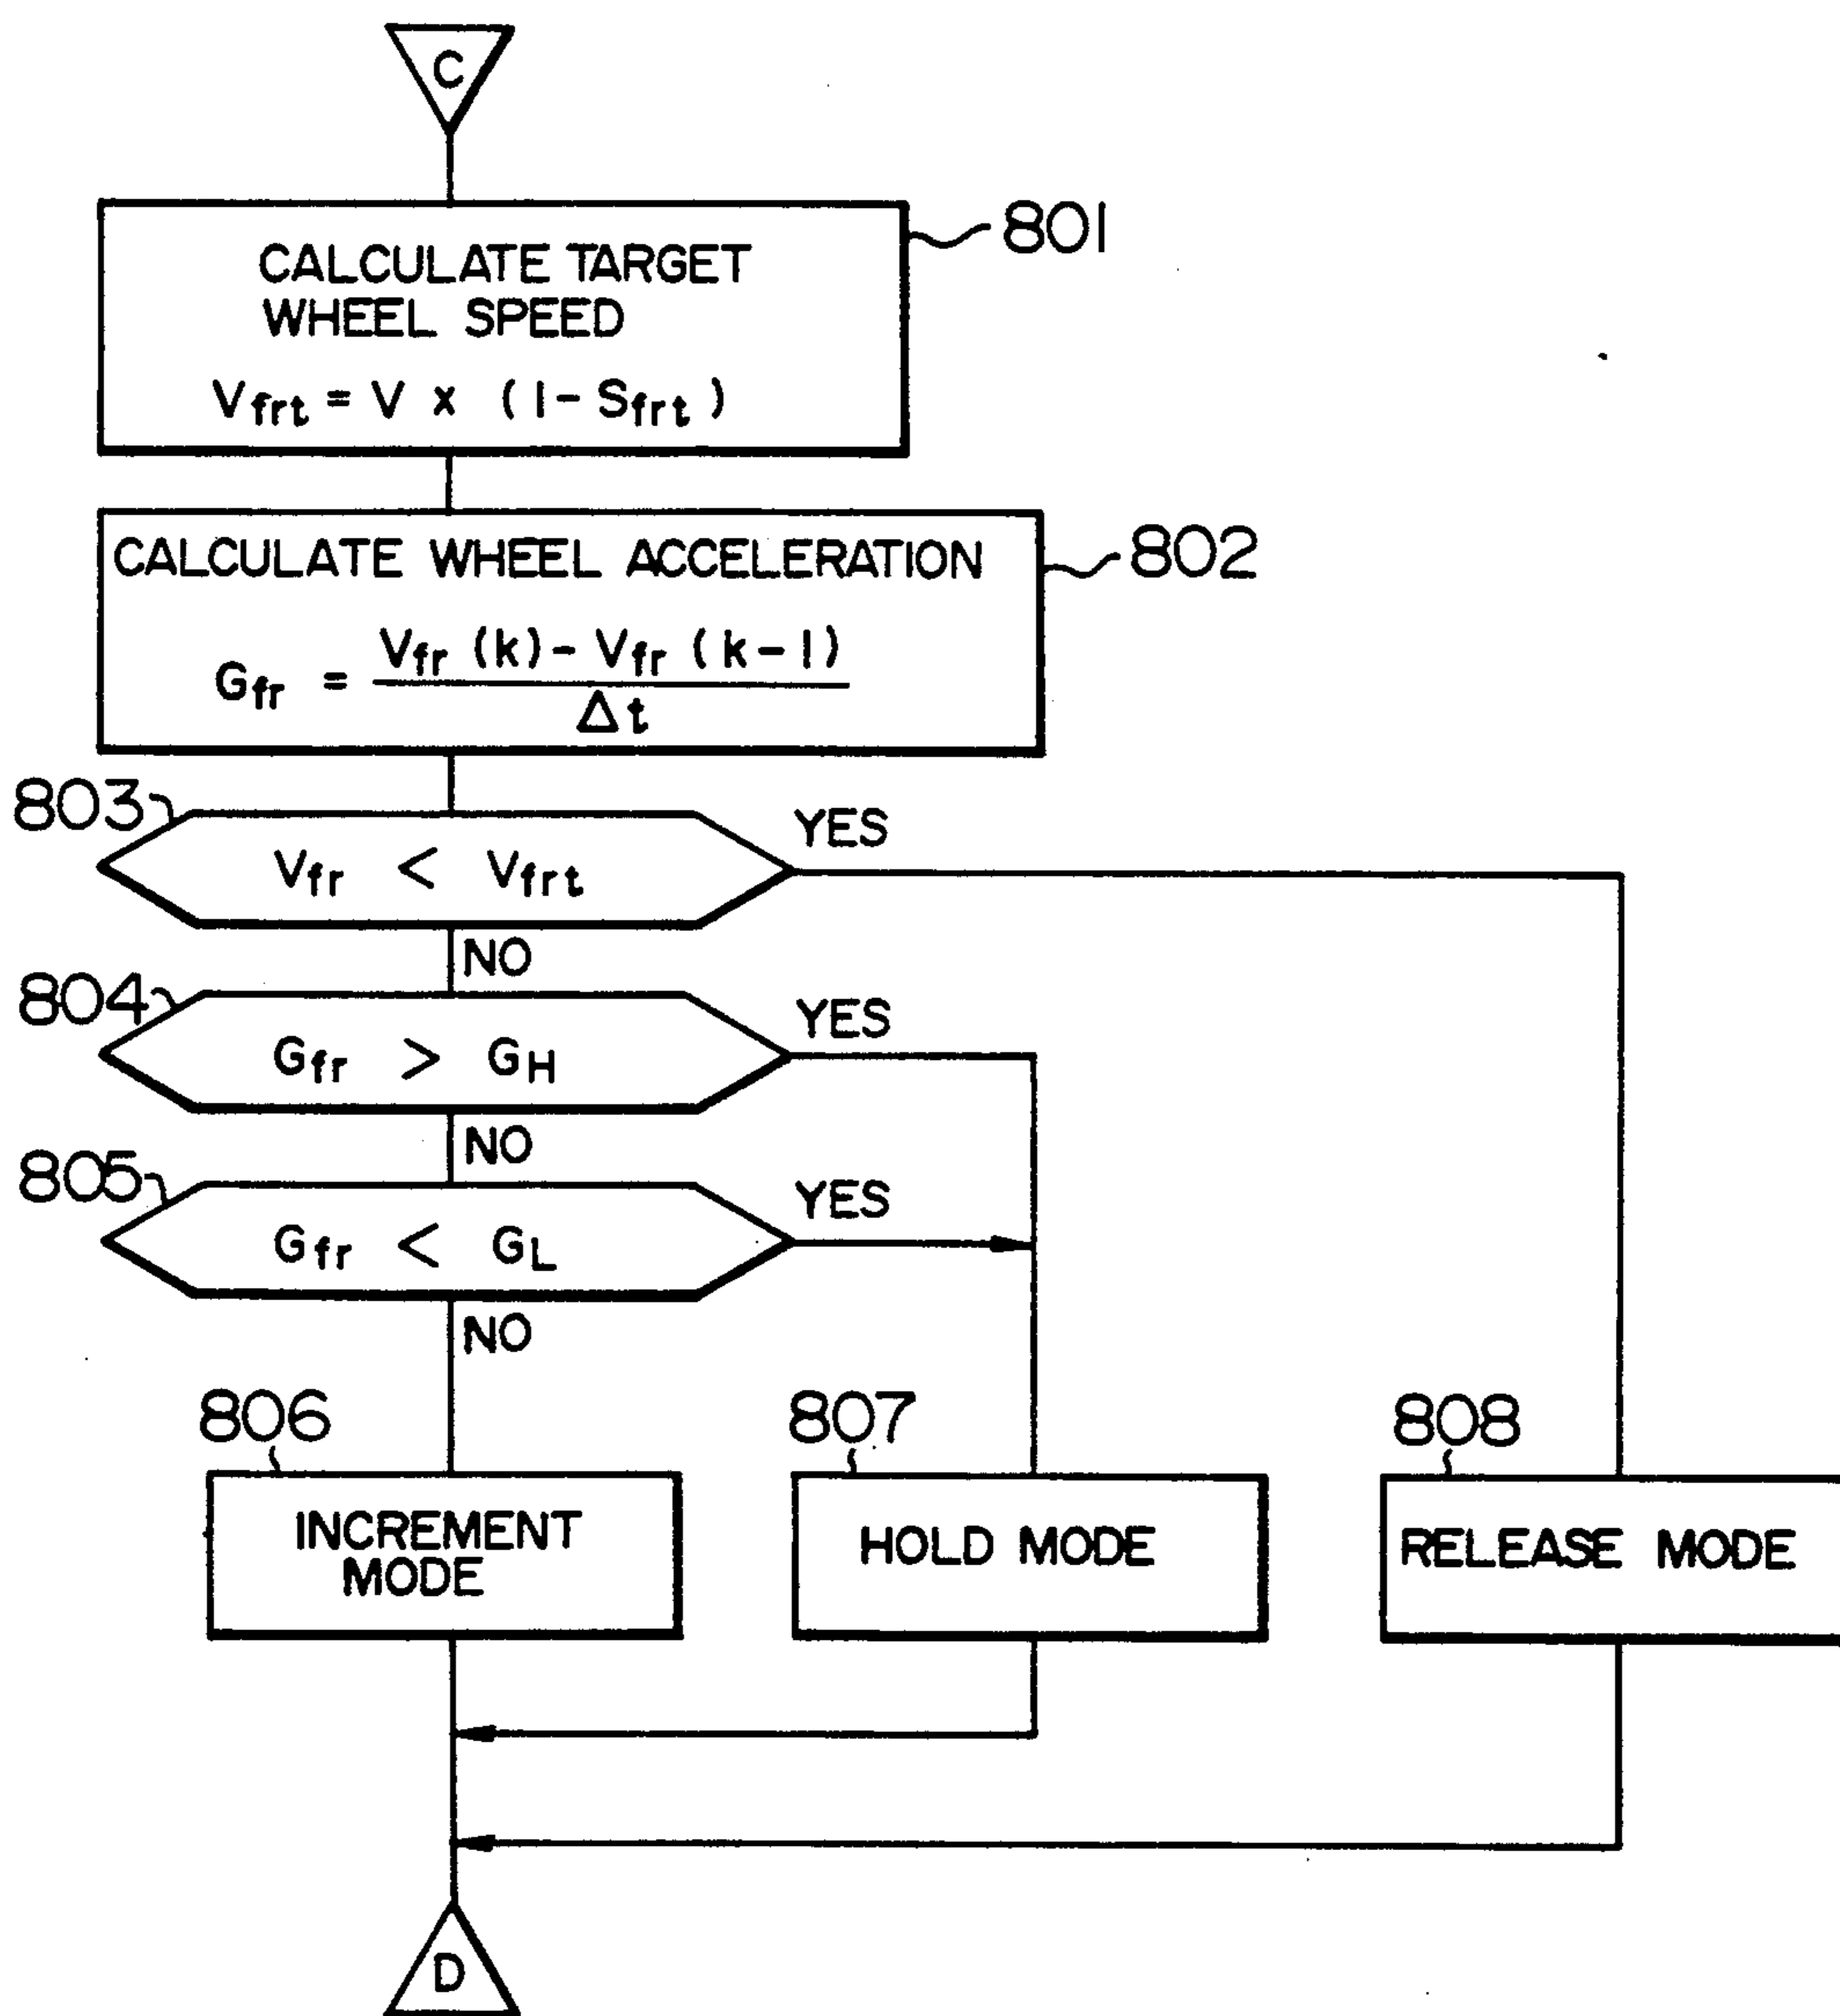 C
801
CALCULATE TARGET
WHEEL SPEED
Vfrt = V x (1 - Sfrt)
802
CALCULATE WHEEL ACCELERATION
Gfr = Vfr (k) - Vfr (k-1)
Δt
803
YES
Vfr < Vfrt
NO
804
YES
Gfr > GH
NO
805
YES
Gfr < GL
NO
806
INCREMENT
MODE
807
HOLD MODE
808
RELEASE MODE
D